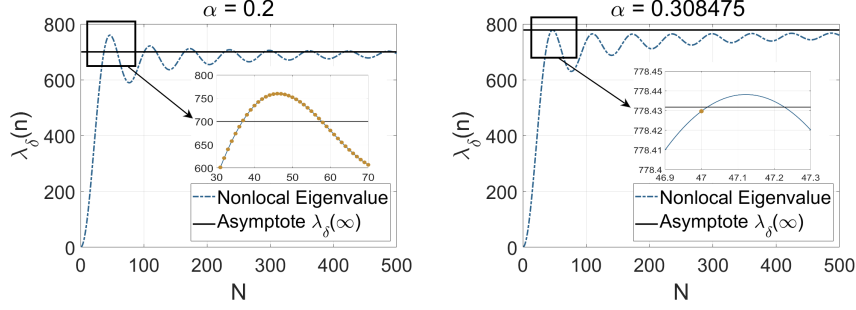 α = 0.2
800
600
400
200
0
λδ(n)
0 100 200 300 400 500
N
800
750
700
650
600
30 40 50 60 70
Nonlocal Eigenvalue
Asymptote λδ(∞)
α = 0.308475
800
600
400
200
0
λδ(n)
0 100 200 300 400 500
N
778.45
778.44
778.43
778.42
778.41
778.4
46.9 47 47.1 47.2 47.3
Nonlocal Eigenvalue
Asymptote λδ(∞)